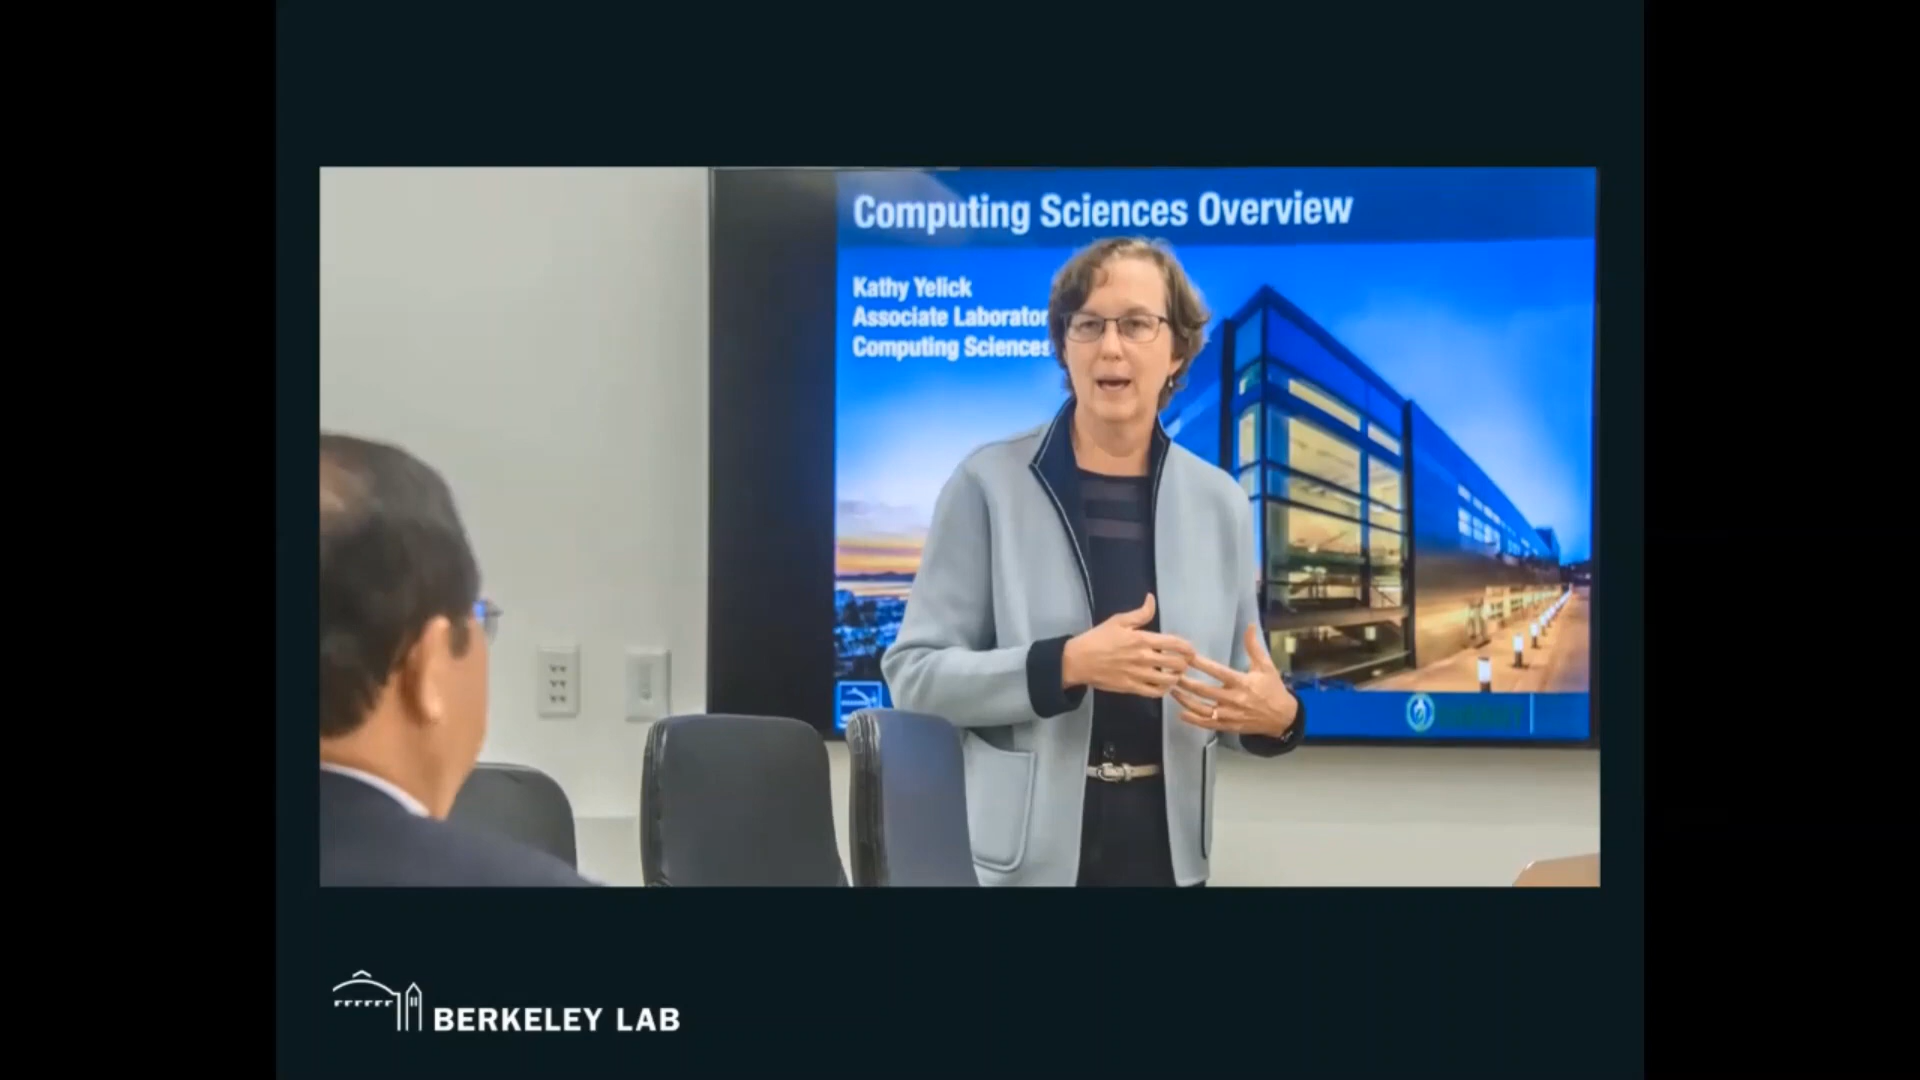 Computing Sciences Overview
Kathy Yelick
Associate Laborator
Computing Sciences
BERKELEY LAB